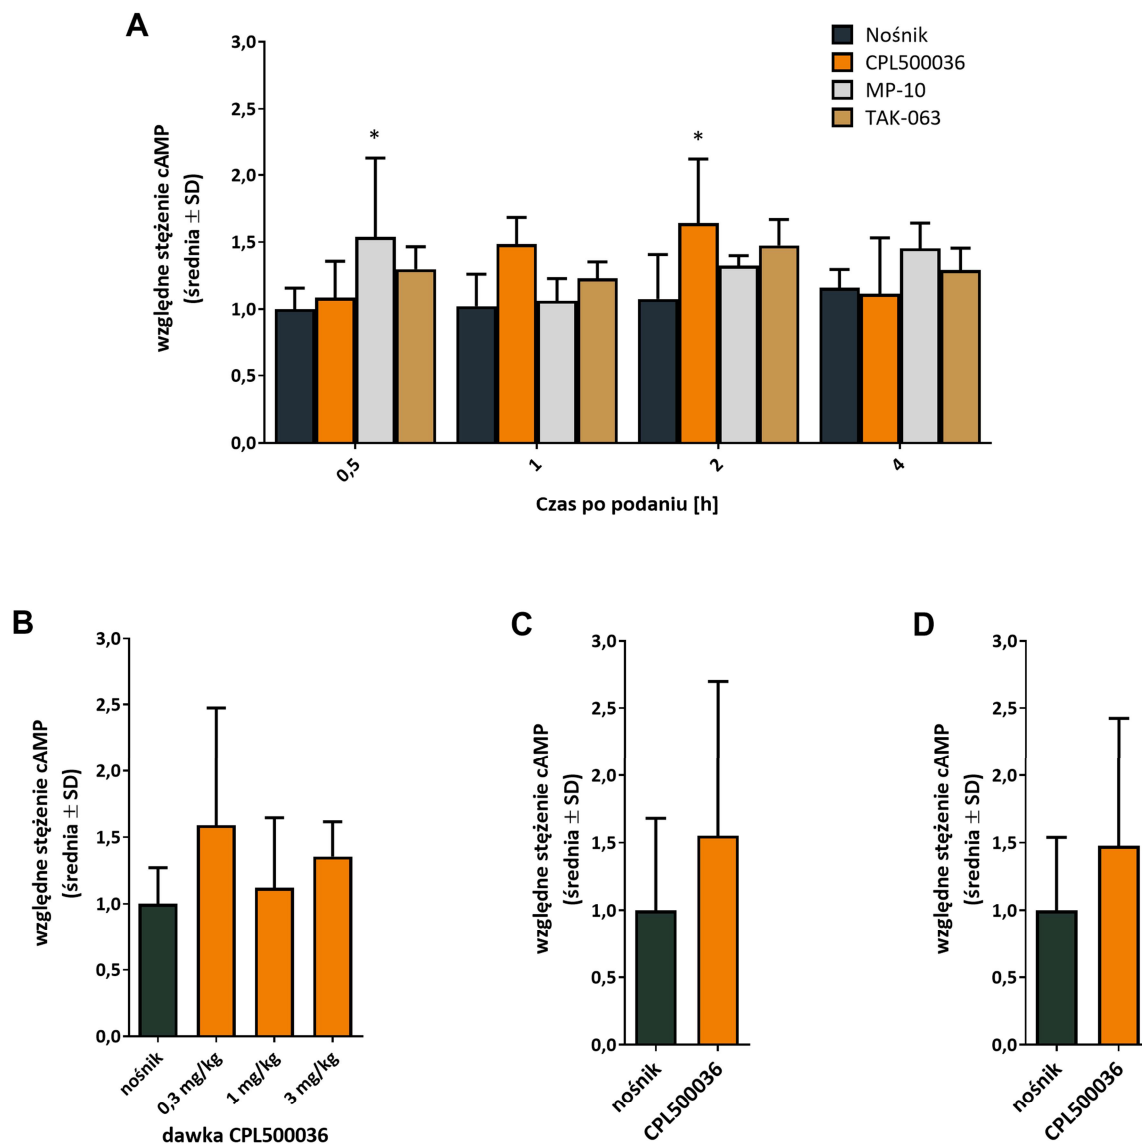 A
Nośnik
CPL500036
MP-10
TAK-063
względne stężenie cAMP
(średnia ± SD)
3,0
2,5
2,0
1,5
1,0
0,5
0,0
*
*
0,5
1
2
4
Czas po podaniu [h]
B
względne stężenie cAMP
(średnia ± SD)
3,0
2,5
2,0
1,5
1,0
0,5
0,0
nośnik
0,3 mg/kg
1 mg/kg
3 mg/kg
dawka CPL500036
C
względne stężenie cAMP
(średnia ± SD)
3,0
2,5
2,0
1,5
1,0
0,5
0,0
nośnik
CPL500036
D
względne stężenie cAMP
(średnia ± SD)
3,0
2,5
2,0
1,5
1,0
0,5
0,0
nośnik
CPL500036